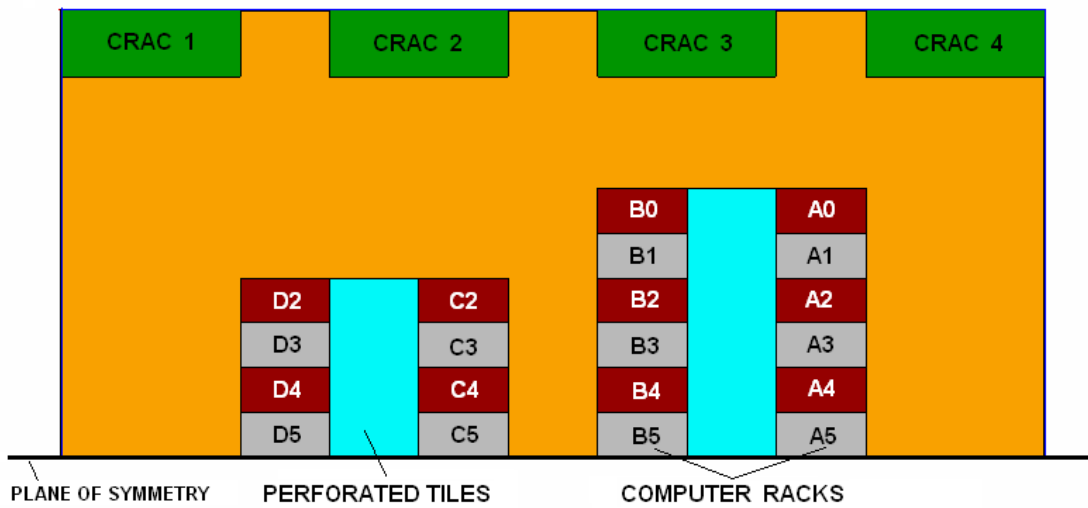 CRAC 1 CRAC 2 CRAC 3 CRAC 4
B0 A0
B1 A1
D2 C2 B2 A2
D3 C3 B3 A3
D4 C4 B4 A4
D5 C5 B5 A5
PLANE OF SYMMETRY PERFORATED TILES COMPUTER RACKS